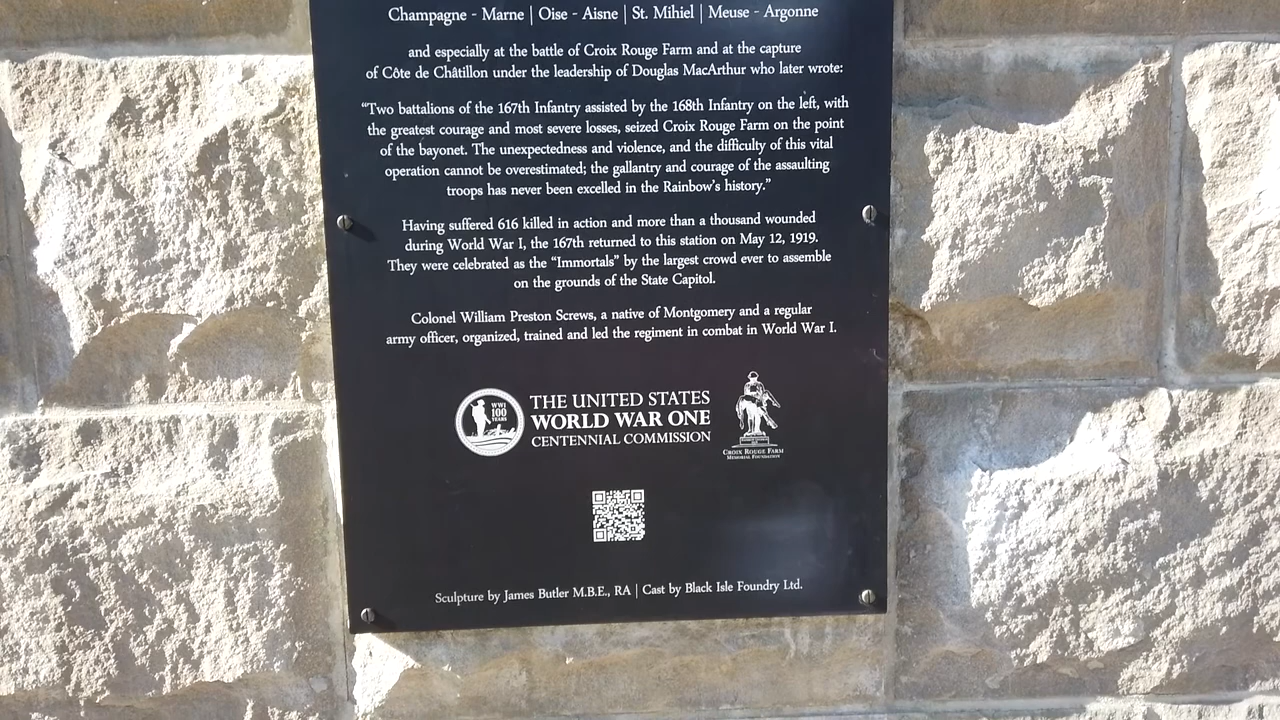 Champagne - Marne | Oise - Aisne | St. Mihiel | Meuse - Argonne
and especially at the battle of Croix Rouge Farm and at the capture
of Côte de Châtillon under the leadership of Douglas MacArthur who later wrote:
“Two battalions of the 167th Infantry assisted by the 168th Infantry on the left, with
the greatest courage and most severe losses, seized Croix Rouge Farm on the point
of the bayonet. The unexpectedness and violence, and the difficulty of this vital
operation cannot be overestimated; the gallantry and courage of the assaulting
troops has never been excelled in the Rainbow’s history.”
Having suffered 616 killed in action and more than a thousand wounded
during World War I, the 167th returned to this station on May 12, 1919.
They were celebrated as the “Immortals” by the largest crowd ever to assemble
on the grounds of the State Capitol.
Colonel William Preston Screws, a native of Montgomery and a regular
army officer, organized, trained and led the regiment in combat in World War I.
WWI
100
YEARS
THE UNITED STATES
WORLD WAR ONE
CENTENNIAL COMMISSION
CROIX ROUGE FARM
MEMORIAL FOUNDATION
Sculpture by James Butler M.B.E., RA | Cast by Black Isle Foundry Ltd.